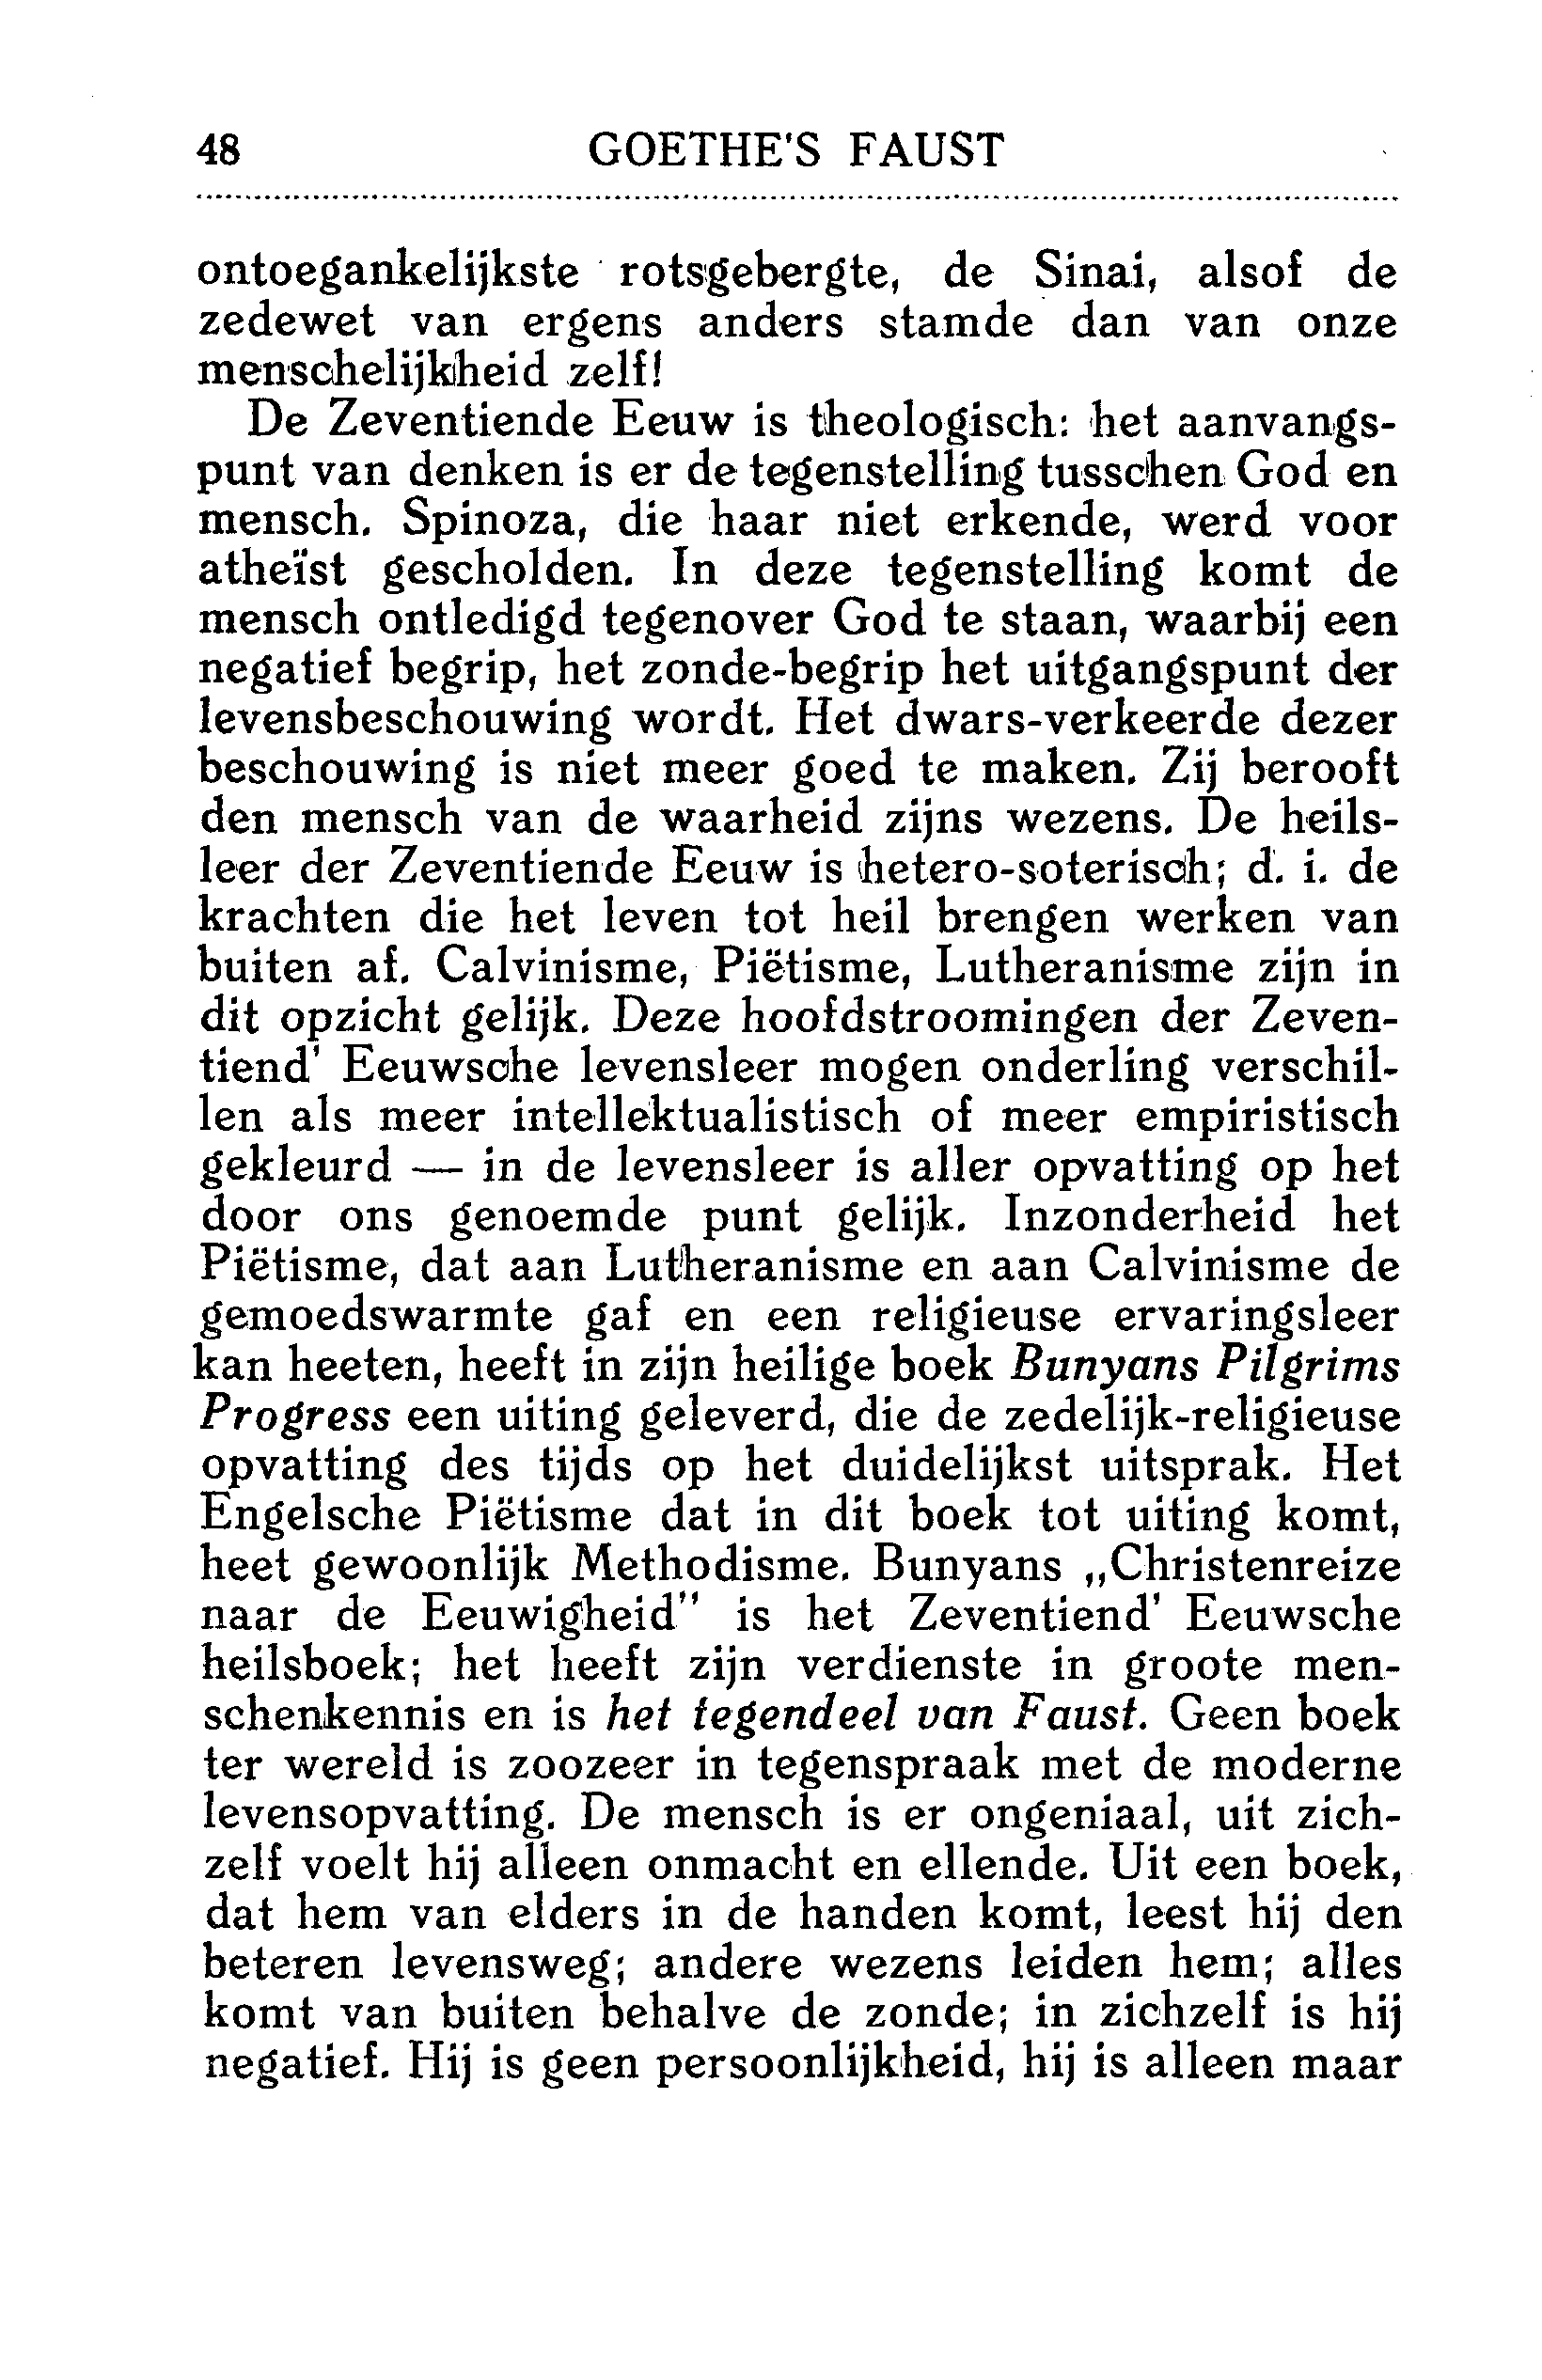 48 GOETHE'S FAUST
ontoegankelijkste rotsgebergte, de Sinai, alsof de
zedewet van ergens anders stamde dan van onze
menschelijkheid zelf!
De Zeventiende Eeuw is theologisch: het aanvangs-
punt van denken is er de tegenstelling tusschen God en
mensch. Spinoza, die haar niet erkende, werd voor
atheïst gescholden. In deze tegenstelling komt de
mensch ontledigd tegenover God te staan, waarbij een
negatief begrip, het zonde-begrip het uitgangspunt der
levensbeschouwing wordt. Het dwars-verkeerde dezer
beschouwing is niet meer goed te maken. Zij berooft
den mensch van de waarheid zijns wezens. De heils-
leer der Zeventiende Eeuw is hetero-soterisch; d. i. de
krachten die het leven tot heil brengen werken van
buiten af. Calvinisme, Piëtisme, Lutheranisme zijn in
dit opzicht gelijk. Deze hoofdstroomingen der Zeven-
tiend' Eeuwsche levensleer mogen onderling verschil-
len als meer intellektualistisch of meer empiristisch
gekleurd — in de levensleer is aller opvatting op het
door ons genoemde punt gelijk. Inzonderheid het
Piëtisme, dat aan Lutheranisme en aan Calvinisme de
gemoedswarmte gaf en een religieuse ervaringsleer
kan heeten, heeft in zijn heilige boek Bunyans Pilgrims
Progress een uiting geleverd, die de zedelijk-religieuse
opvatting des tijds op het duidelijkst uitsprak. Het
Engelsche Piëtisme dat in dit boek tot uiting komt,
heet gewoonlijk Methodisme. Bunyans „Christenreize
naar de Eeuwigheid" is het Zeventiend' Eeuwsche
heilsboek; het heeft zijn verdienste in groote men-
schenkennis en is het tegendeel van Faust. Geen boek
ter wereld is zoozeer in tegenspraak met de moderne
levensopvatting. De mensch is er ongeniaal, uit zich-
zelf voelt hij alleen onmacht en ellende. Uit een boek,
dat hem van elders in de handen komt, leest hij den
beteren levensweg; andere wezens leiden hem; alles
komt van buiten behalve de zonde; in zichzelf is hij
negatief. Hij is geen persoonlijkheid, hij is alleen maar